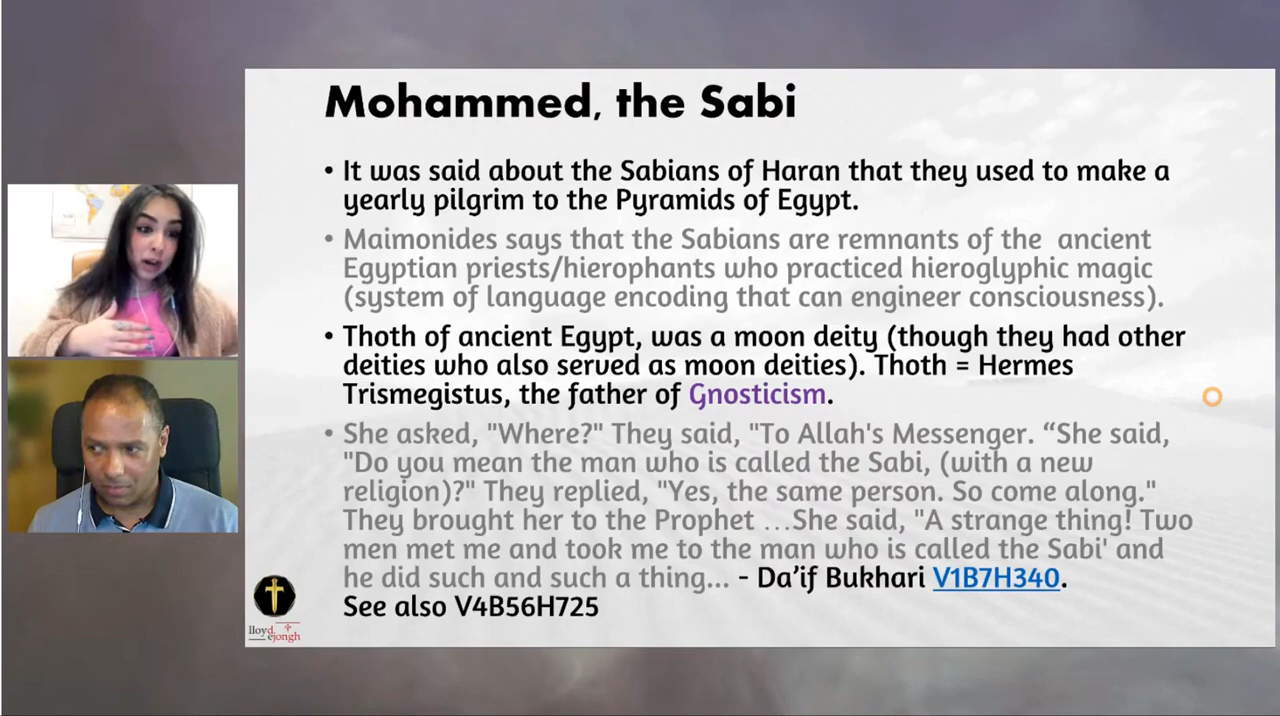 Mohammed, the Sabi
• It was said about the Sabians of Haran that they used to make a
yearly pilgrim to the Pyramids of Egypt.
• Maimonides says that the Sabians are remnants of the  ancient
Egyptian priests/hierophants who practiced hieroglyphic magic
(system of language encoding that can engineer consciousness).
• Thoth of ancient Egypt, was a moon deity (though they had other
deities who also served as moon deities). Thoth = Hermes
Trismegistus, the father of Gnosticism.
• She asked, "Where?" They said, "To Allah's Messenger. “She said,
"Do you mean the man who is called the Sabi, (with a new
religion)?" They replied, "Yes, the same person. So come along."
They brought her to the Prophet …She said, "A strange thing! Two
men met me and took me to the man who is called the Sabi' and
he did such and such a thing... - Da’if Bukhari V1B7H340.
See also V4B56H725
lloyd
ejongh